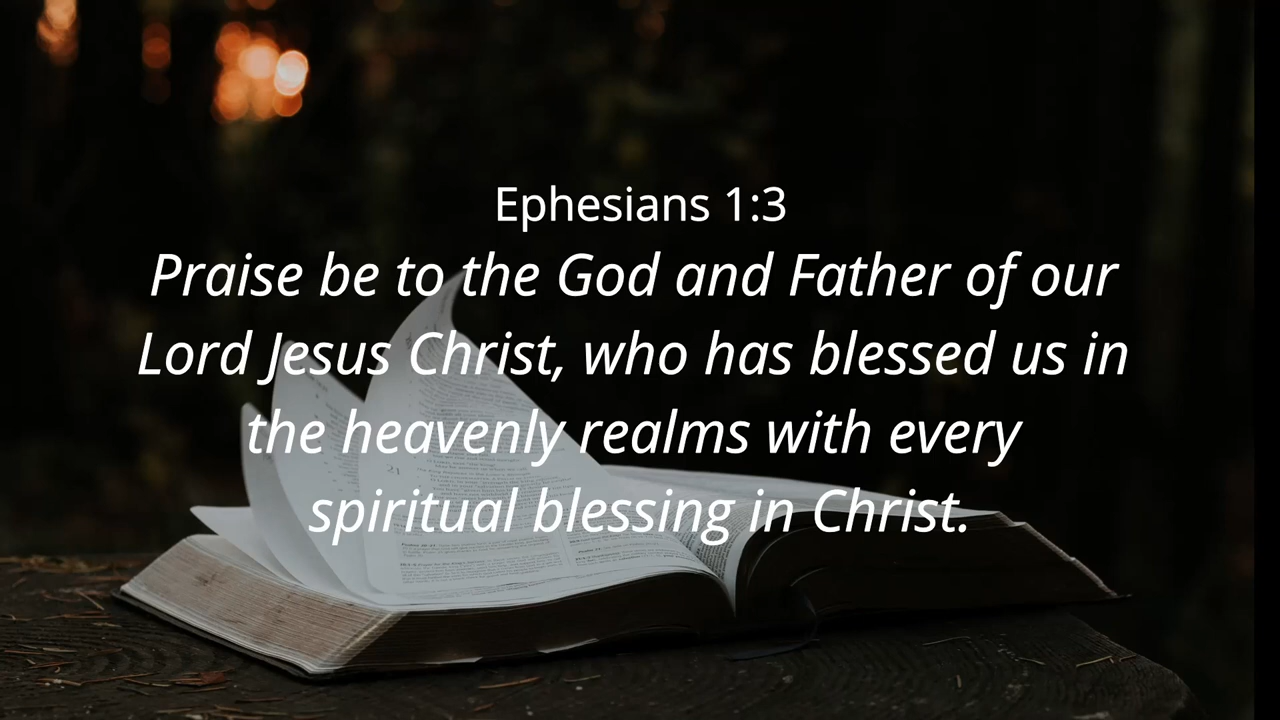 Ephesians 1:3
Praise be to the God and Father of our
Lord Jesus Christ, who has blessed us in
the heavenly realms with every
spiritual blessing in Christ.
21